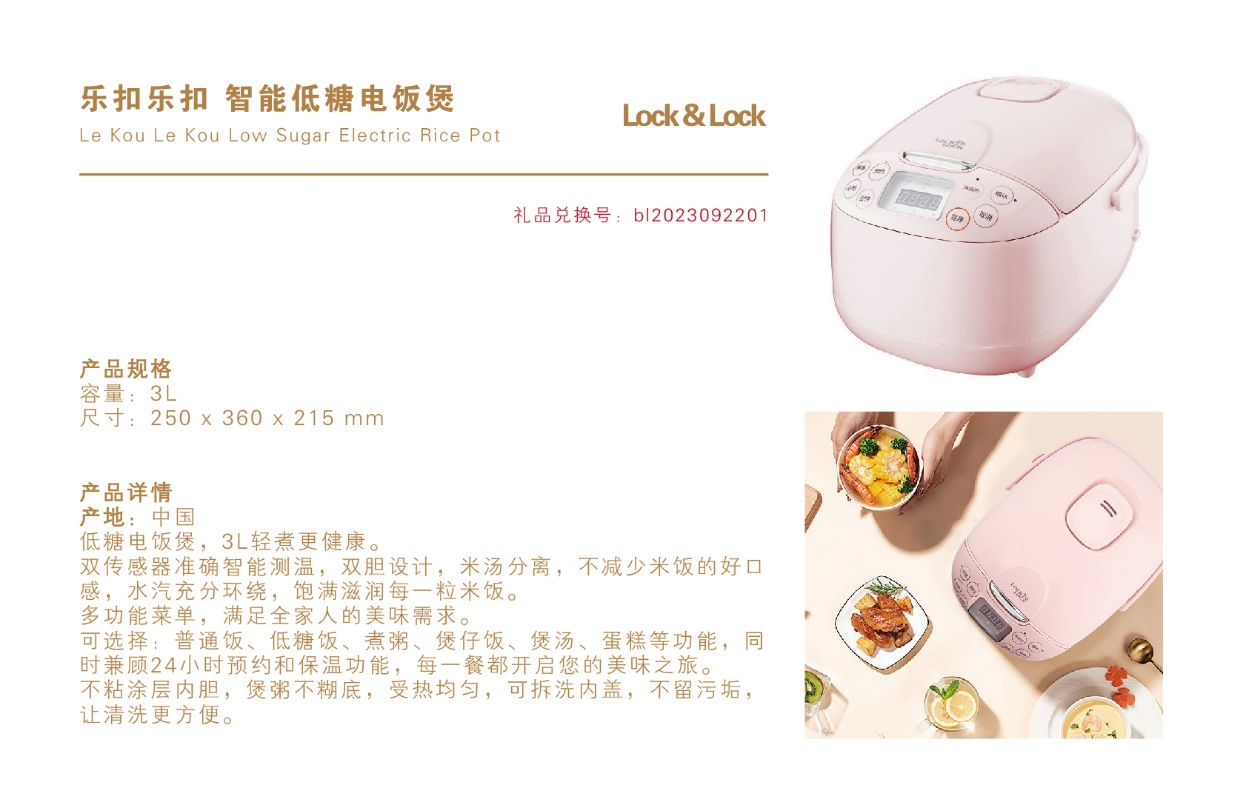 乐扣乐扣 智能低糖电饭煲
Le Kou Le Kou Low Sugar Electric Rice Pot
Lock & Lock
礼品兑换号：bl2023092201
产品规格
容量：3L
尺寸：250 x 360 x 215 mm
产品详情
产地：中国
低糖电饭煲，3L轻煮更健康。
双传感器准确智能测温，双胆设计，米汤分离，不减少米饭的好口
感，水汽充分环绕，饱满滋润每一粒米饭。
多功能菜单，满足全家人的美味需求。
可选择：普通饭、低糖饭、煮粥、煲仔饭、煲汤、蛋糕等功能，同
时兼顾24小时预约和保温功能，每一餐都开启您的美味之旅。
不粘涂层内胆，煲粥不糊底，受热均匀，可拆洗内盖，不留污垢，
让清洗更方便。